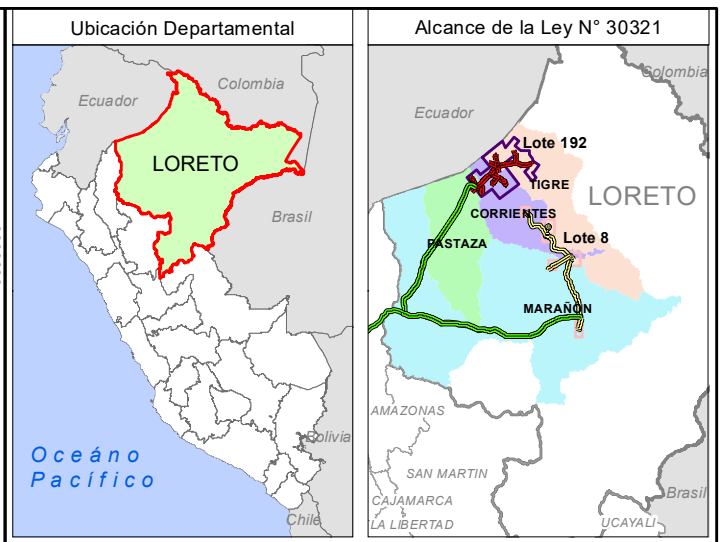 Ubicación Departamental
Colombia
Ecuador
LORETO
Brasil
Bolivia
Océano
Pacífico
Chile
Alcance de la Ley N° 30321
Colombia
Ecuador
Lote 192
TIGRE
LORETO
CORRIENTES
Lote 8
PASTAZA
MARAÑON
AMAZONAS
SAN MARTIN
CAJAMARCA
Brasil
LA LIBERTAD
UCAYALI